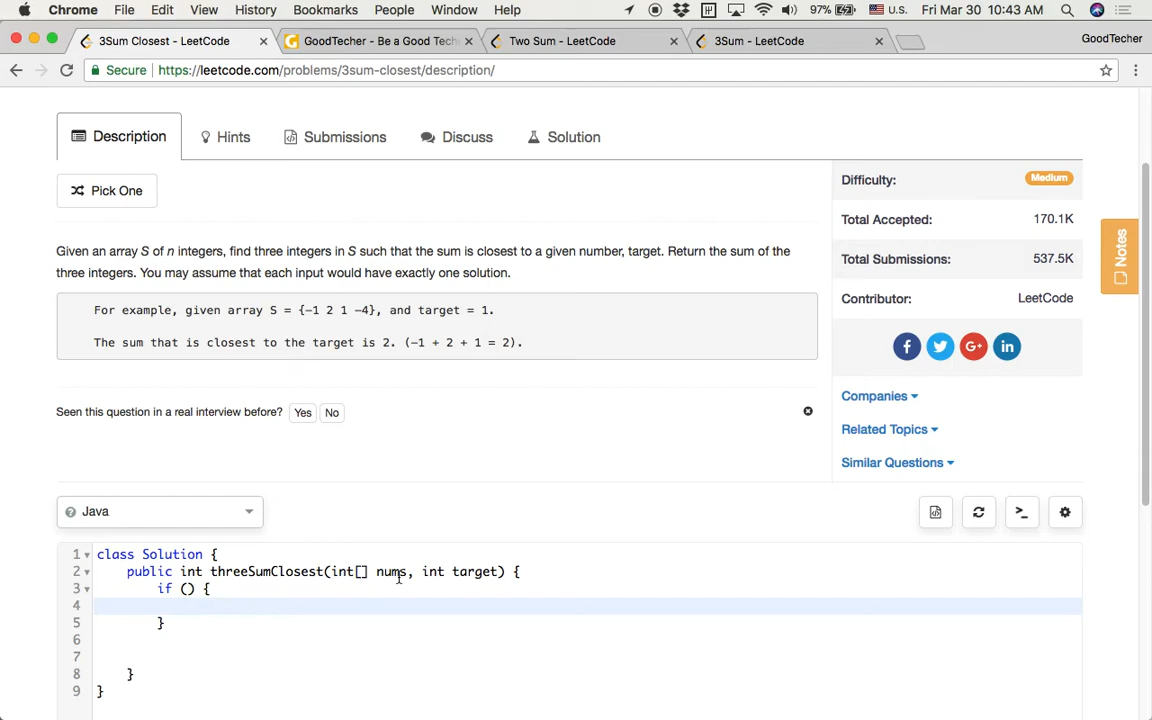 Chrome File Edit View History Bookmarks People Window Help 97% U.S. Fri Mar 30 10:43 AM
3Sum Closest - LeetCode GoodTecher - Be a Good Tech Two Sum - LeetCode 3Sum - LeetCode GoodTecher
Secure https://leetcode.com/problems/3sum-closest/description/
Description Hints Submissions Discuss Solution
Pick One
Difficulty: Medium
Total Accepted: 170.1K
Total Submissions: 537.5K
Contributor: LeetCode
Companies
Related Topics
Similar Questions
Notes
Given an array S of n integers, find three integers in S such that the sum is closest to a given number, target. Return the sum of the
three integers. You may assume that each input would have exactly one solution.
For example, given array S = {-1 2 1 -4}, and target = 1.
The sum that is closest to the target is 2. (-1 + 2 + 1 = 2).
Seen this question in a real interview before? Yes No
Java
1 class Solution {
2 public int threeSumClosest(int[] nums, int target) {
3 if () {
4
5 }
6
7
8 }
9 }